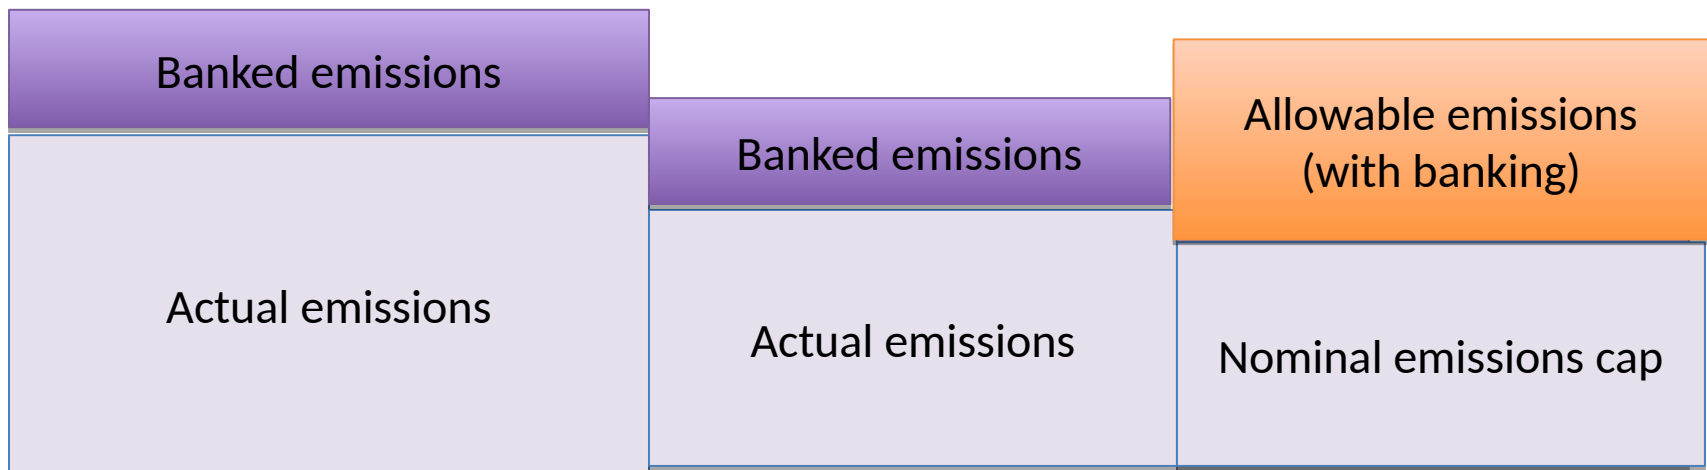 Banked emissions
Actual emissions
Banked emissions
Actual emissions
Allowable emissions
(with banking)
Nominal emissions cap